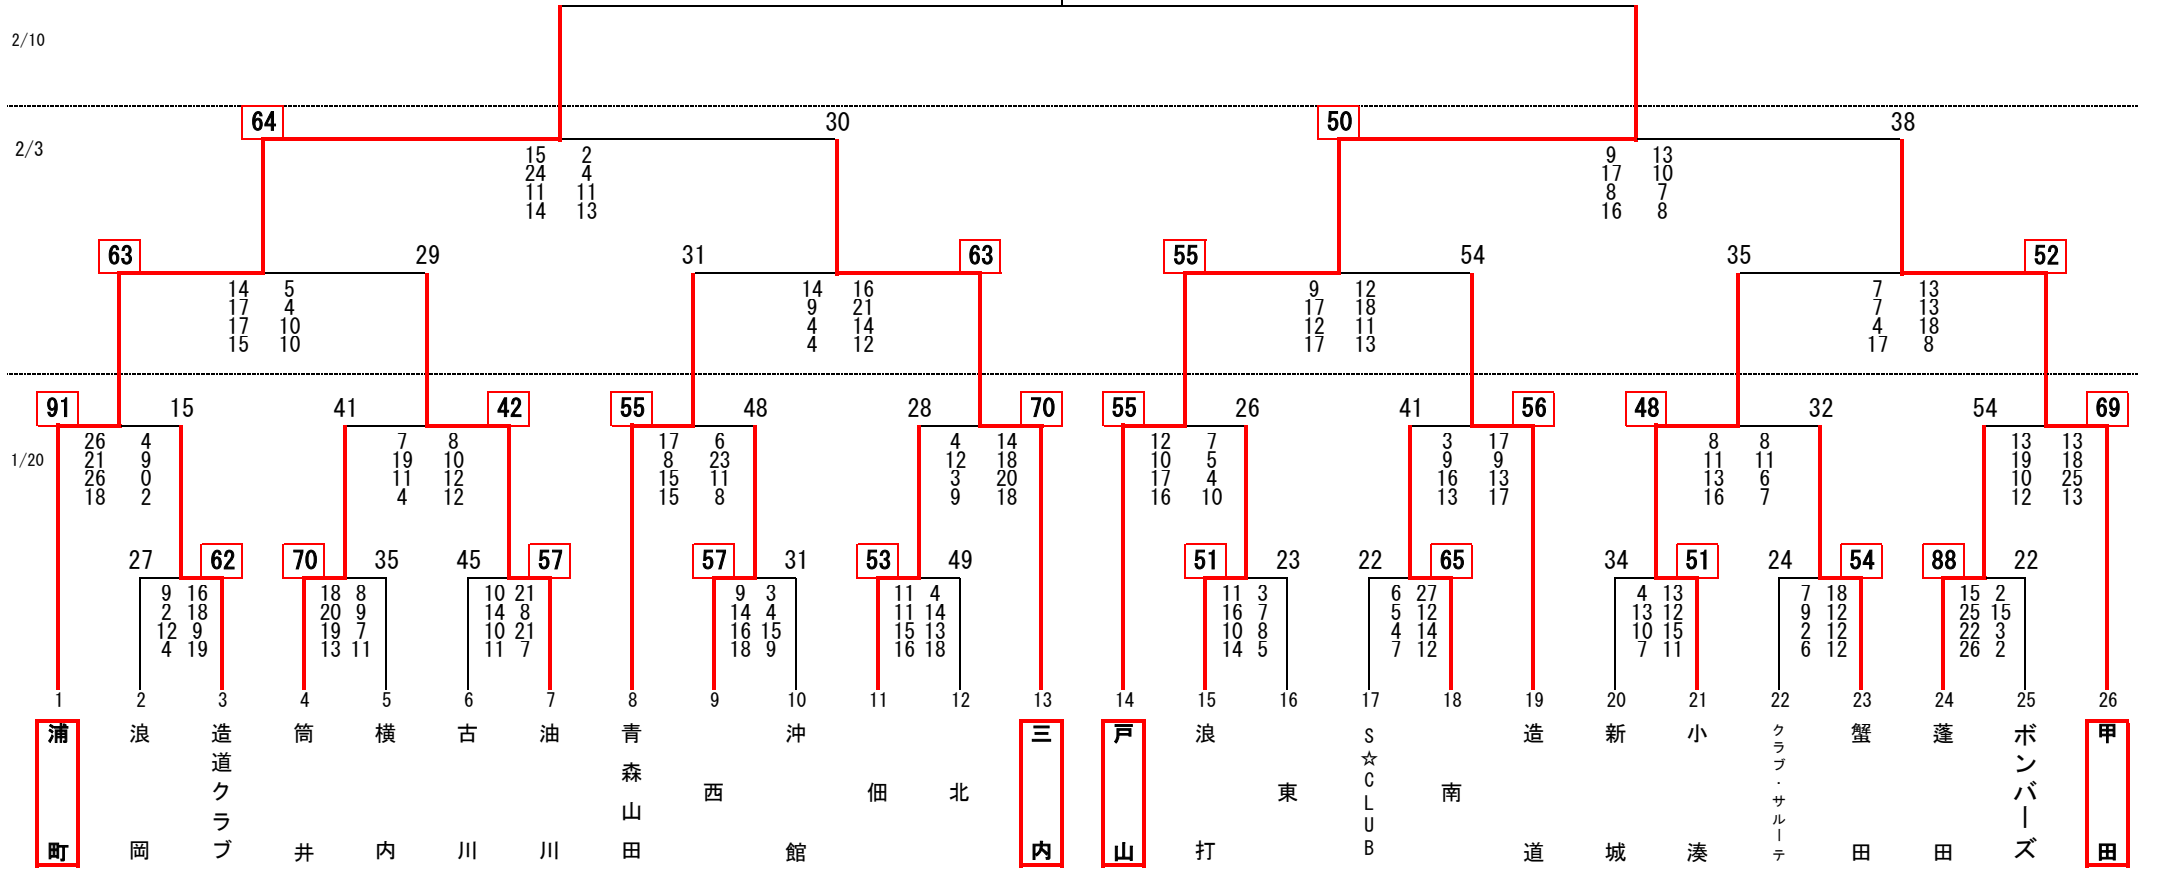 2/10
64 30 50 38
2/3
15 2 9 13
24 4 17 10
11 11 8 7
14 13 16 8
63 29 31 63 55 54 35 52
14 5 14 16 9 12 7 13
17 4 9 21 17 18 7 13
17 10 4 14 12 11 4 18
15 10 4 12 17 13 17 8
91 15 41 42 55 48 28 70 55 26 41 56 48 32 54 69
1/20
26 4 7 8 17 6 4 14 12 7 3 17 8 8 13 13
21 9 19 10 8 23 12 18 10 5 9 9 11 11 19 18
26 0 11 12 15 11 3 20 17 4 16 13 13 6 10 25
18 2 4 12 15 8 9 18 16 10 13 17 16 7 12 13
27 62 70 35 45 57 57 31 53 49 51 23 22 65 34 51 24 54 88 22
9 16 18 8 10 21 9 3 11 4 11 3 6 27 4 13 7 18 15 2
2 18 20 9 14 8 14 4 11 14 16 7 5 12 13 12 9 12 25 15
12 9 19 7 10 21 16 15 15 13 10 8 4 14 10 15 2 12 22 3
4 19 13 11 11 7 18 9 16 18 14 5 7 12 7 11 6 12 26 2
1 2 3 4 5 6 7 8 9 10 11 12 13 14 15 16 17 18 19 20 21 22 23 24 25 26
浦町
浪岡
造道クラブ
筒井
横内
古川
油川
青森山田
西
沖館
佃
北
三内
戸山
浪打
東
S☆CLUB
南
造道
新城
小湊
クラブ・サルーテ
蟹田
蓬田
ボンバーズ
甲田